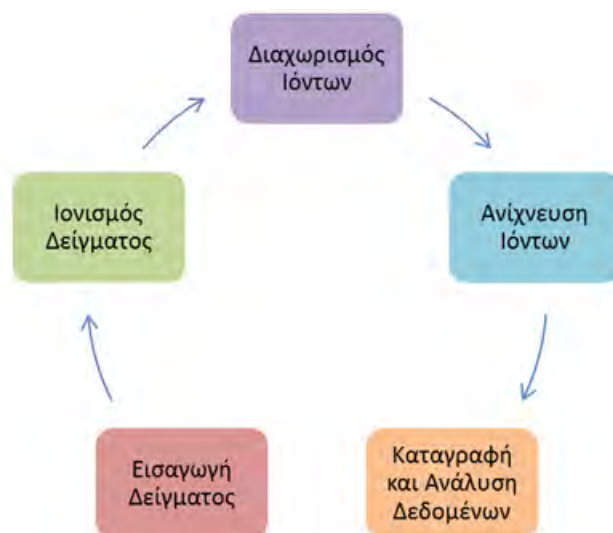 Διαχωρισμός
Ιόντων
Ιονισμός
Δείγματος
Ανίχνευση
Ιόντων
Εισαγωγή
Δείγματος
Καταγραφή
και Ανάλυση
Δεδομένων